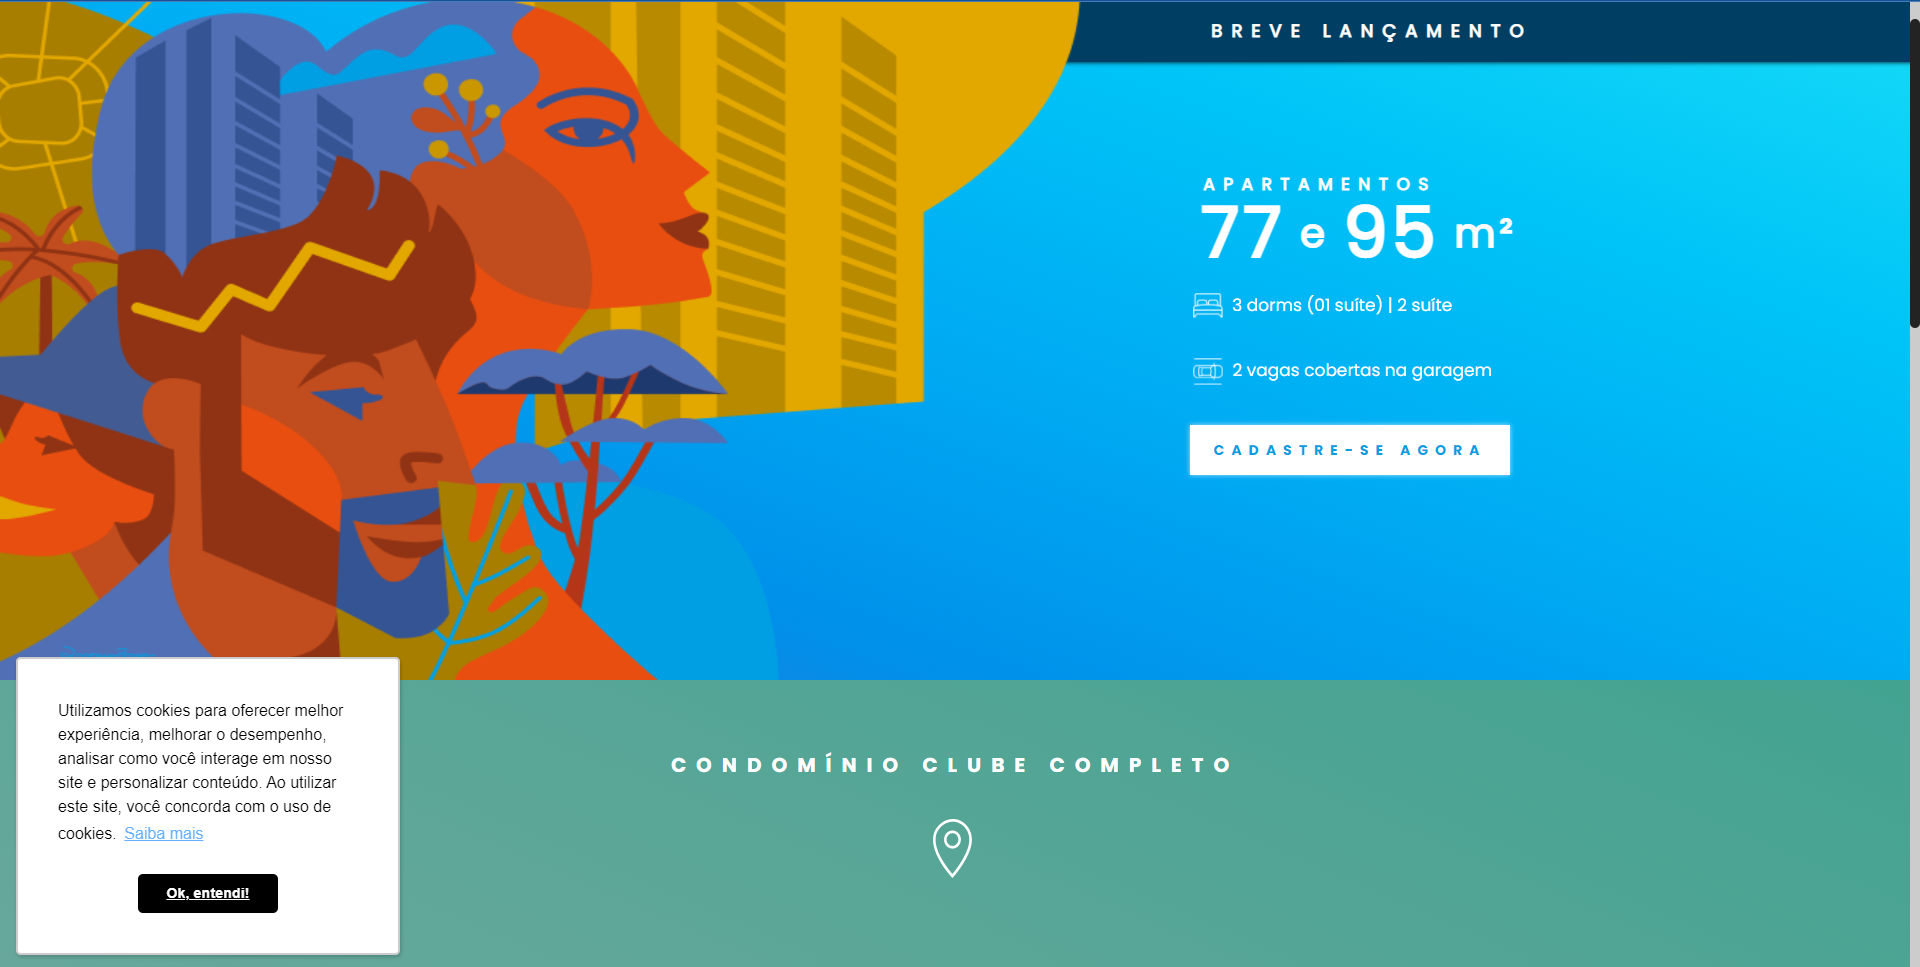 BREVE LANÇAMENTO
APARTAMENTOS
77 e 95 m²
3 dorms (01 suíte) | 2 suíte
2 vagas cobertas na garagem
CADASTRE-SE AGORA
CONDOMÍNIO CLUBE COMPLETO
Utilizamos cookies para oferecer melhor
experiência, melhorar o desempenho,
analisar como você interage em nosso
site e personalizar conteúdo. Ao utilizar
este site, você concorda com o uso de
cookies. Saiba mais
Ok, entendi!